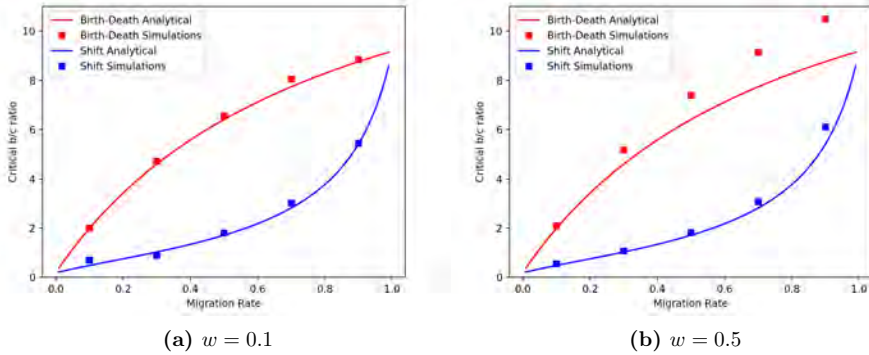 Birth-Death Analytical
Birth-Death Simulations
Shift Analytical
Shift Simulations
10
8
6
4
2
0
Critical b/c ratio
0.0 0.2 0.4 0.6 0.8 1.0
Migration Rate
(a) w = 0.1
Birth-Death Analytical
Birth-Death Simulations
Shift Analytical
Shift Simulations
10
8
6
4
2
0
Critical b/c ratio
0.0 0.2 0.4 0.6 0.8 1.0
Migration Rate
(b) w = 0.5